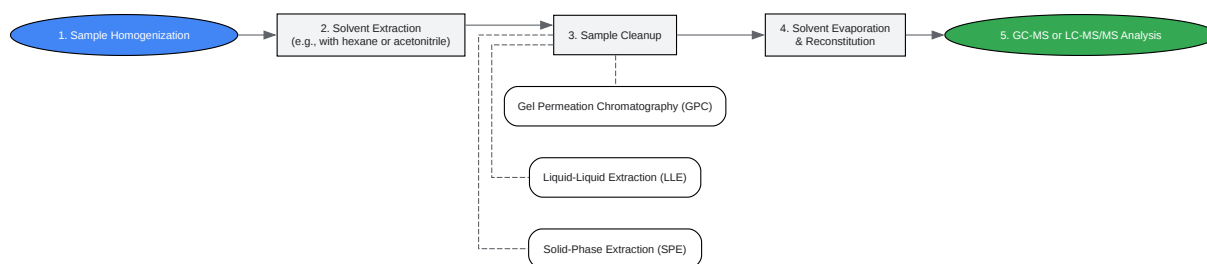 1. Sample Homogenization
2. Solvent Extraction
(e.g., with hexane or acetonitrile)
3. Sample Cleanup
4. Solvent Evaporation
& Reconstitution
5. GC-MS or LC-MS/MS Analysis
Gel Permeation Chromatography (GPC)
Liquid-Liquid Extraction (LLE)
Solid-Phase Extraction (SPE)